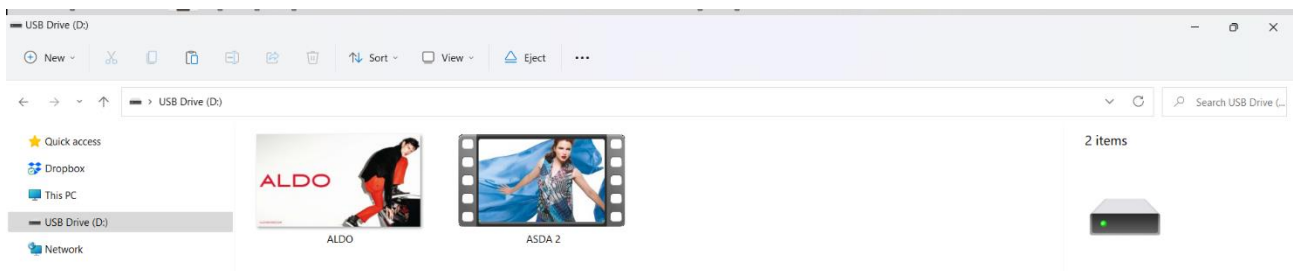 USB Drive (D:)
New
Sort
View
Eject
USB Drive (D:)
Search USB Drive (...
Quick access
Dropbox
This PC
USB Drive (D:)
Network
ALDO
ALDO
ASDA 2
2 items